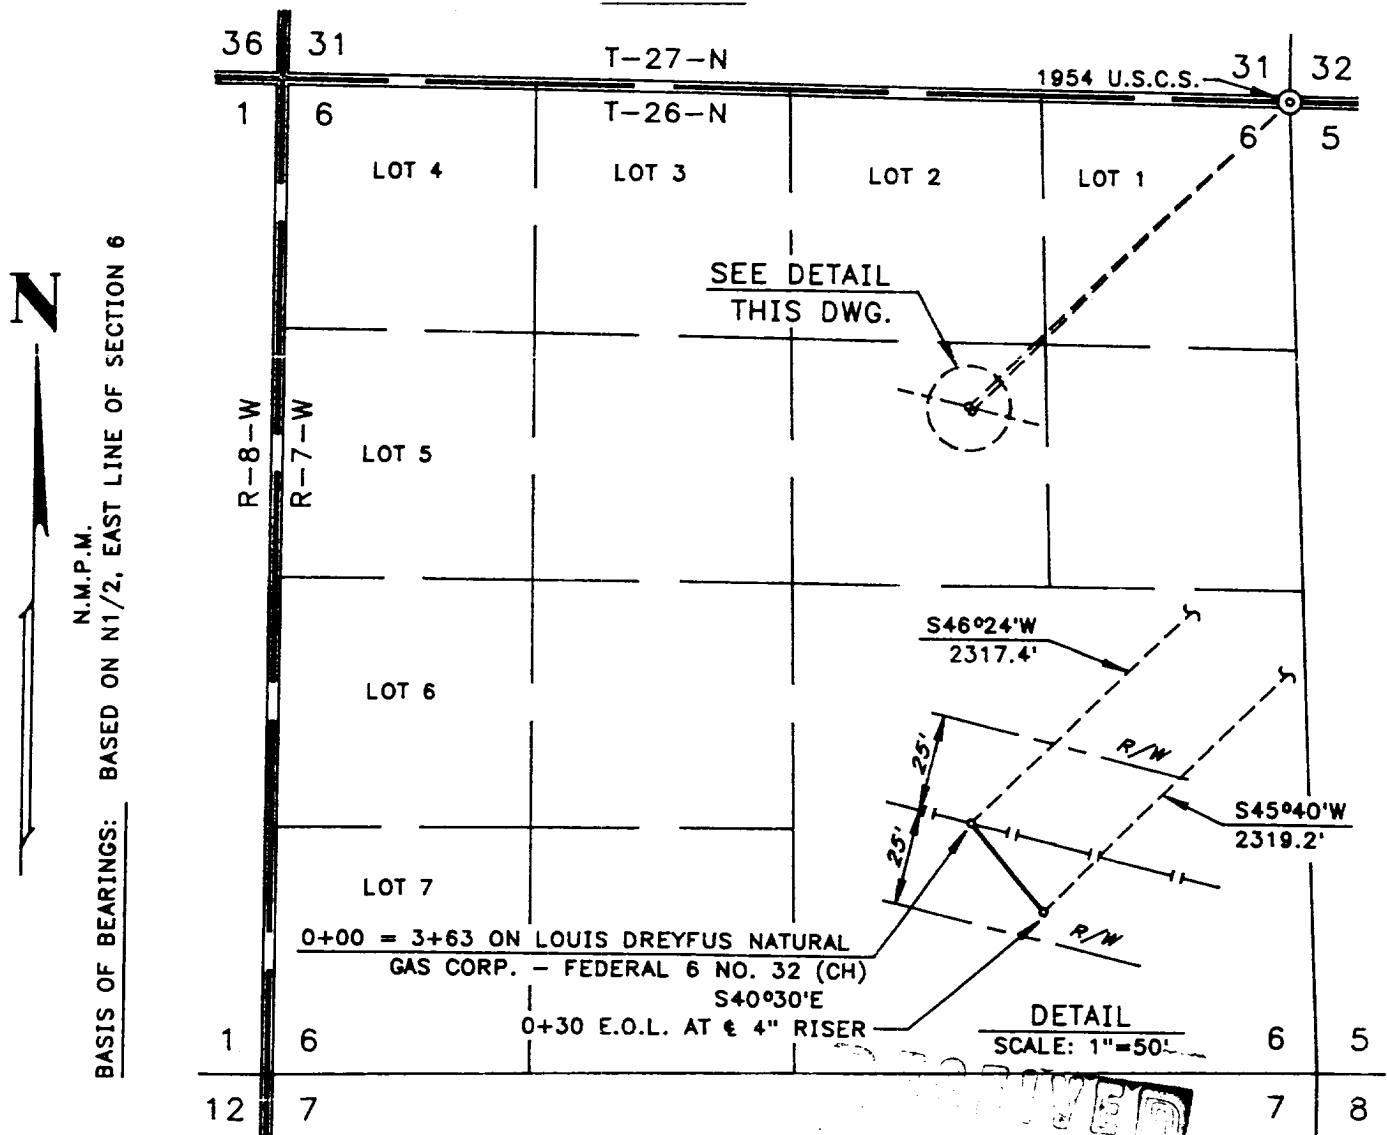 36 31
T-27-N
1954 U.S.C.S.
31 32
1 6
T-26-N
6 5
LOT 4
LOT 3
LOT 2
LOT 1
SEE DETAIL
THIS DWG.
N
N.M.P.M.
BASIS OF BEARINGS: BASED ON N1/2, EAST LINE OF SECTION 6
R-8-W
R-7-W
LOT 5
LOT 6
LOT 7
S46°24'W
2317.4'
R/W
25'
25'
S45°40'W
2319.2'
R/W
0+00 = 3+63 ON LOUIS DREYFUS NATURAL
GAS CORP. - FEDERAL 6 NO. 32 (CH)
S40°30'E
0+30 E.O.L. AT ℄ 4" RISER
DETAIL
SCALE: 1"=50'
1 6
6 5
12 7
7 8